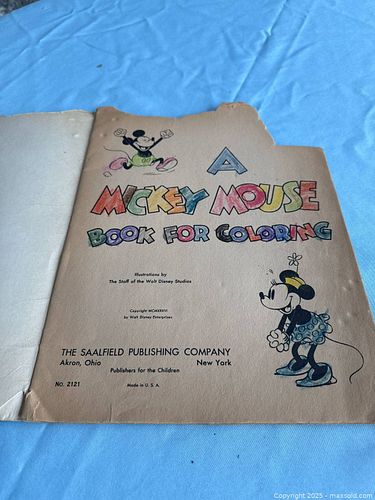 A
MICKEY MOUSE
BOOK FOR COLORING
Illustrations by
The Staff of the Walt Disney Studios
Copyright MCMXXXVI
by Walt Disney Enterprises
THE SAALFIELD PUBLISHING COMPANY
Akron, Ohio New York
Publishers for the Children
No. 2121 Made in U. S. A.
Copyright 2025 - maxsold.com